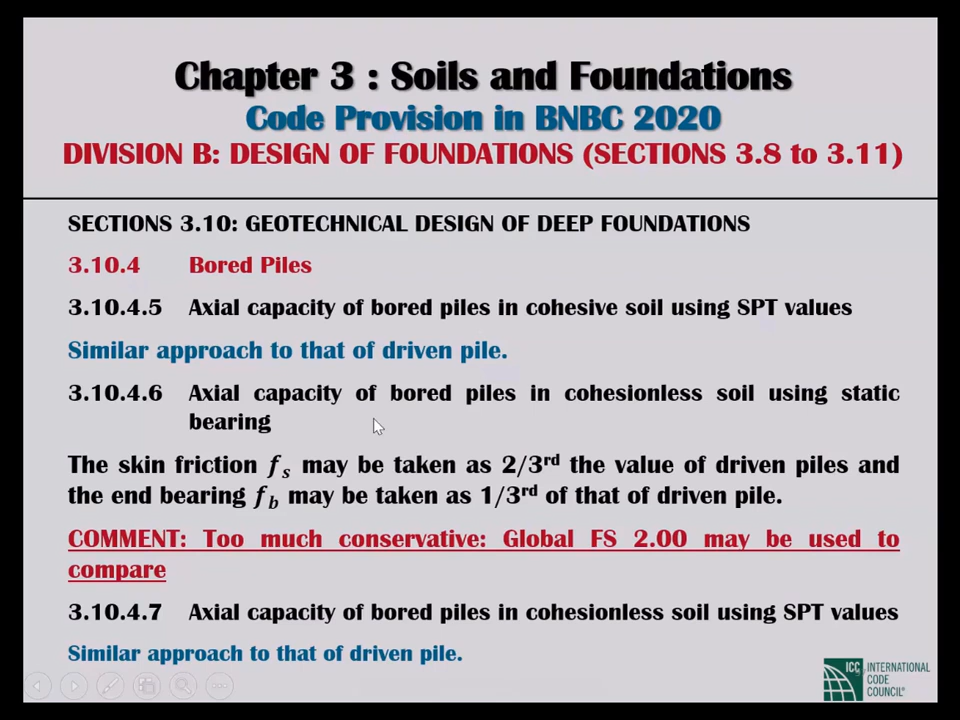 Chapter 3 : Soils and Foundations
Code Provision in BNBC 2020
DIVISION B: DESIGN OF FOUNDATIONS (SECTIONS 3.8 to 3.11)
SECTIONS 3.10: GEOTECHNICAL DESIGN OF DEEP FOUNDATIONS
3.10.4 Bored Piles
3.10.4.5 Axial capacity of bored piles in cohesive soil using SPT values
Similar approach to that of driven pile.
3.10.4.6 Axial capacity of bored piles in cohesionless soil using static
bearing
The skin friction fₛ may be taken as 2/3ʳᵈ the value of driven piles and
the end bearing f_b may be taken as 1/3ʳᵈ of that of driven pile.
COMMENT: Too much conservative: Global FS 2.00 may be used to
compare
3.10.4.7 Axial capacity of bored piles in cohesionless soil using SPT values
Similar approach to that of driven pile.
ICC INTERNATIONAL
CODE
COUNCIL®